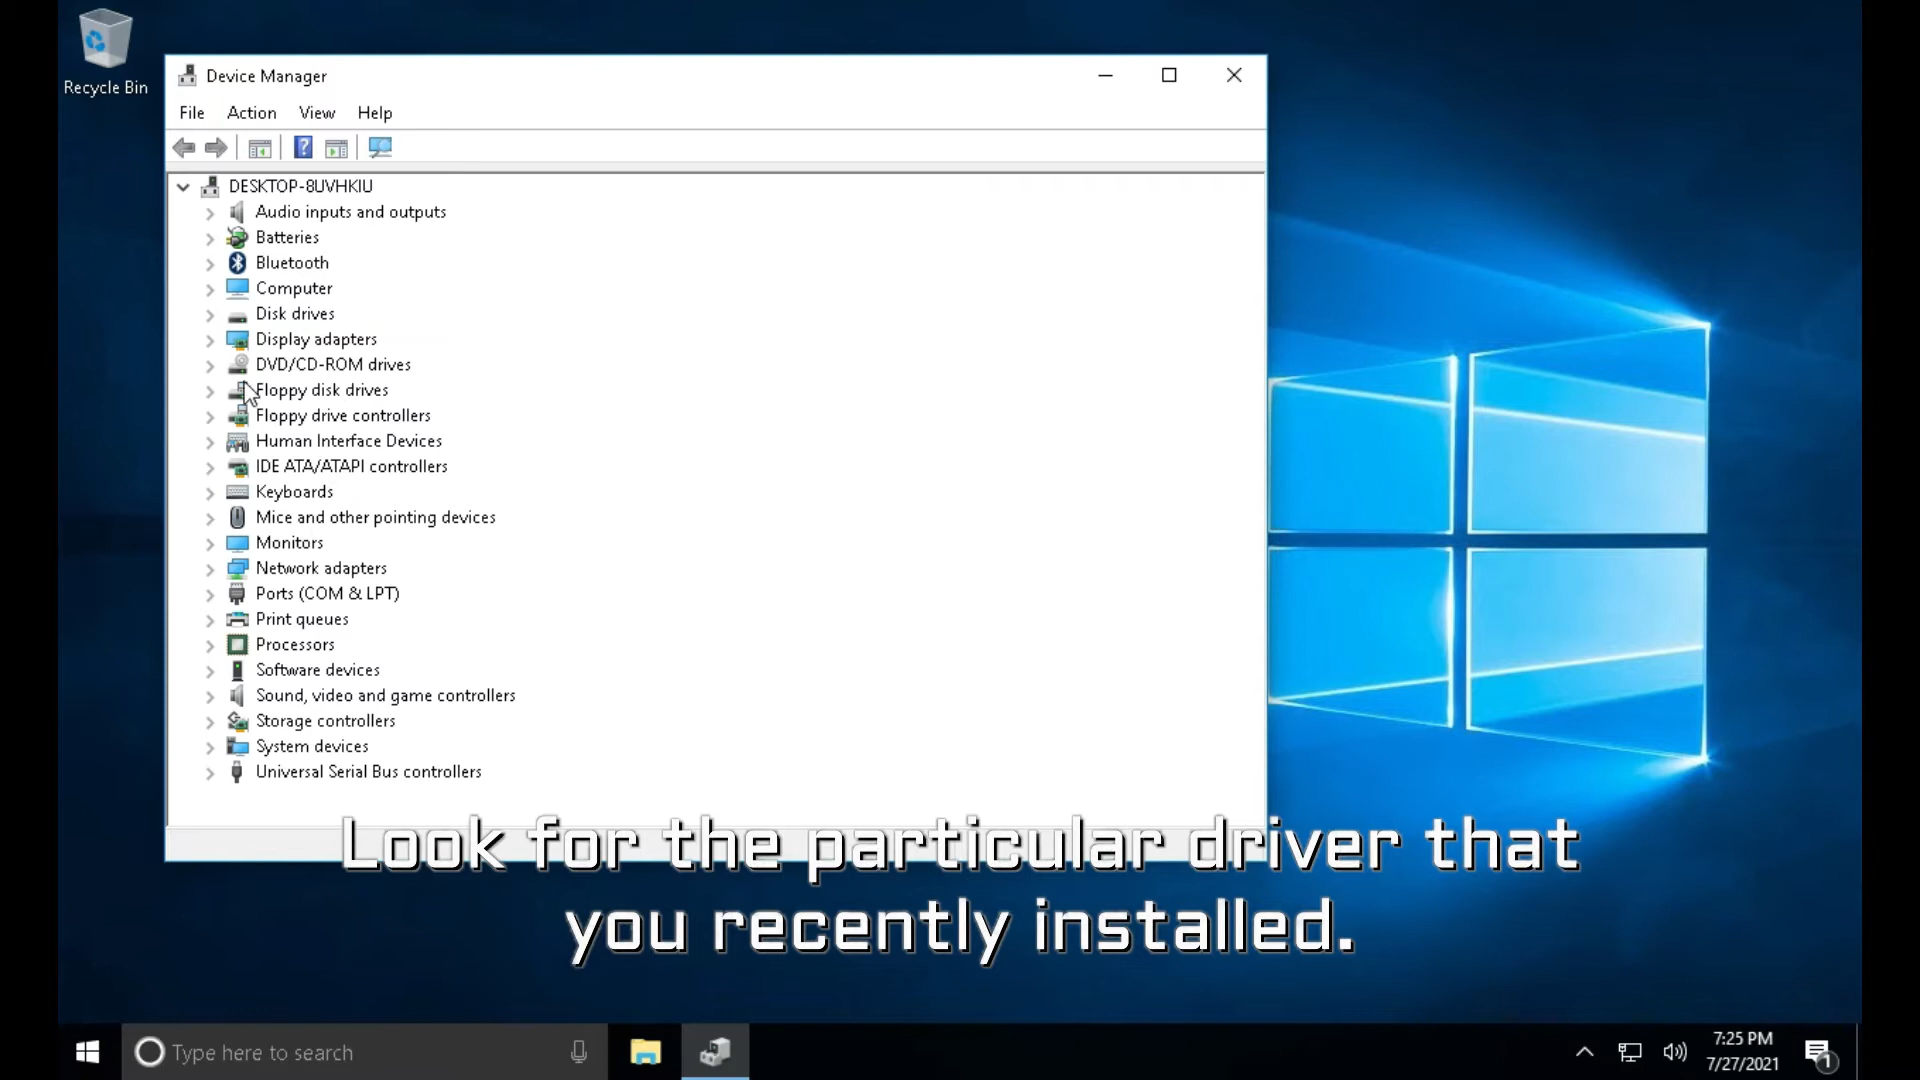 Recycle Bin
Device Manager
File Action View Help
?
DESKTOP-8UVHKIU
Audio inputs and outputs
Batteries
Bluetooth
Computer
Disk drives
Display adapters
DVD/CD-ROM drives
Floppy disk drives
Floppy drive controllers
Human Interface Devices
IDE ATA/ATAPI controllers
Keyboards
Mice and other pointing devices
Monitors
Network adapters
Ports (COM & LPT)
Print queues
Processors
Software devices
Sound, video and game controllers
Storage controllers
System devices
Universal Serial Bus controllers
Look for the particular driver that
you recently installed.
Type here to search
7:25 PM
7/27/2021
1